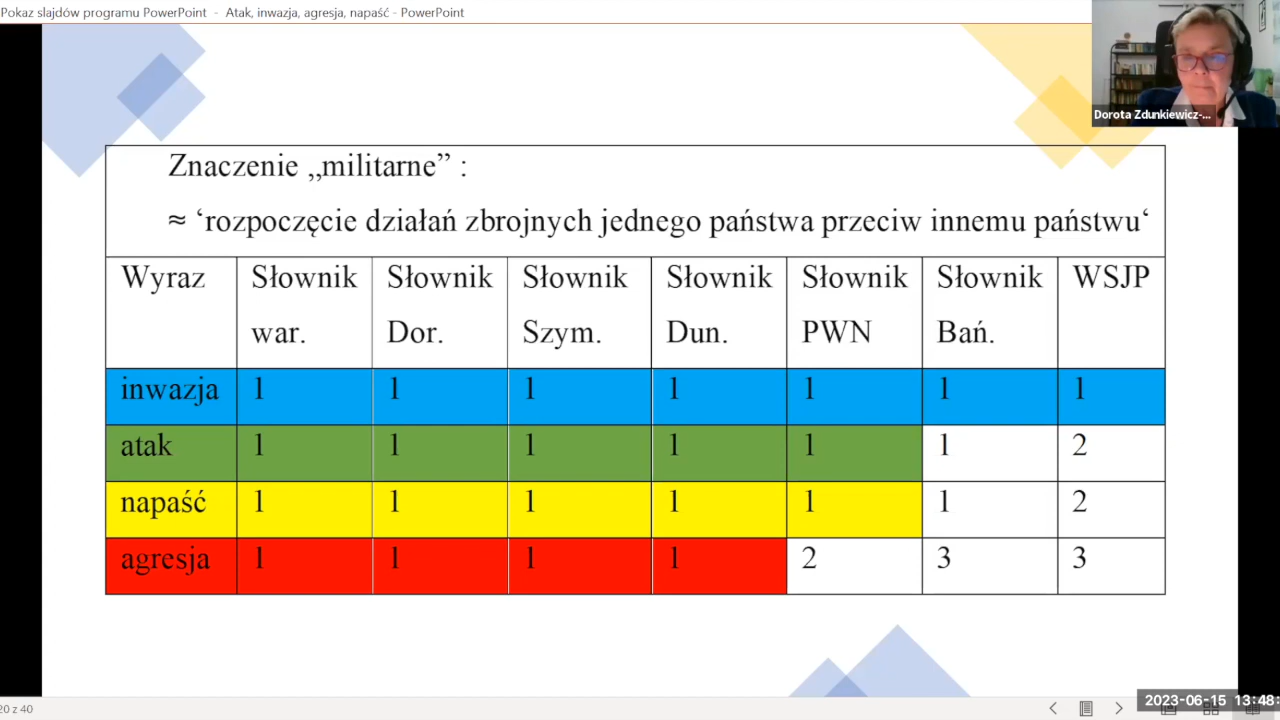 Pokaz slajdów programu PowerPoint - Atak, inwazja, agresja, napaść - PowerPoint
Dorota Zdunkiewicz-...
Znaczenie „militarne” :
≈ ‘rozpoczęcie działań zbrojnych jednego państwa przeciw innemu państwu‘
Wyraz Słownik war. Słownik Dor. Słownik Szym. Słownik Dun. Słownik PWN Słownik Bań. WSJP
inwazja 1 1 1 1 1 1 1
atak 1 1 1 1 1 1 2
napaść 1 1 1 1 1 1 2
agresja 1 1 1 1 2 3 3
20 z 40
2023-06-15 13:48: